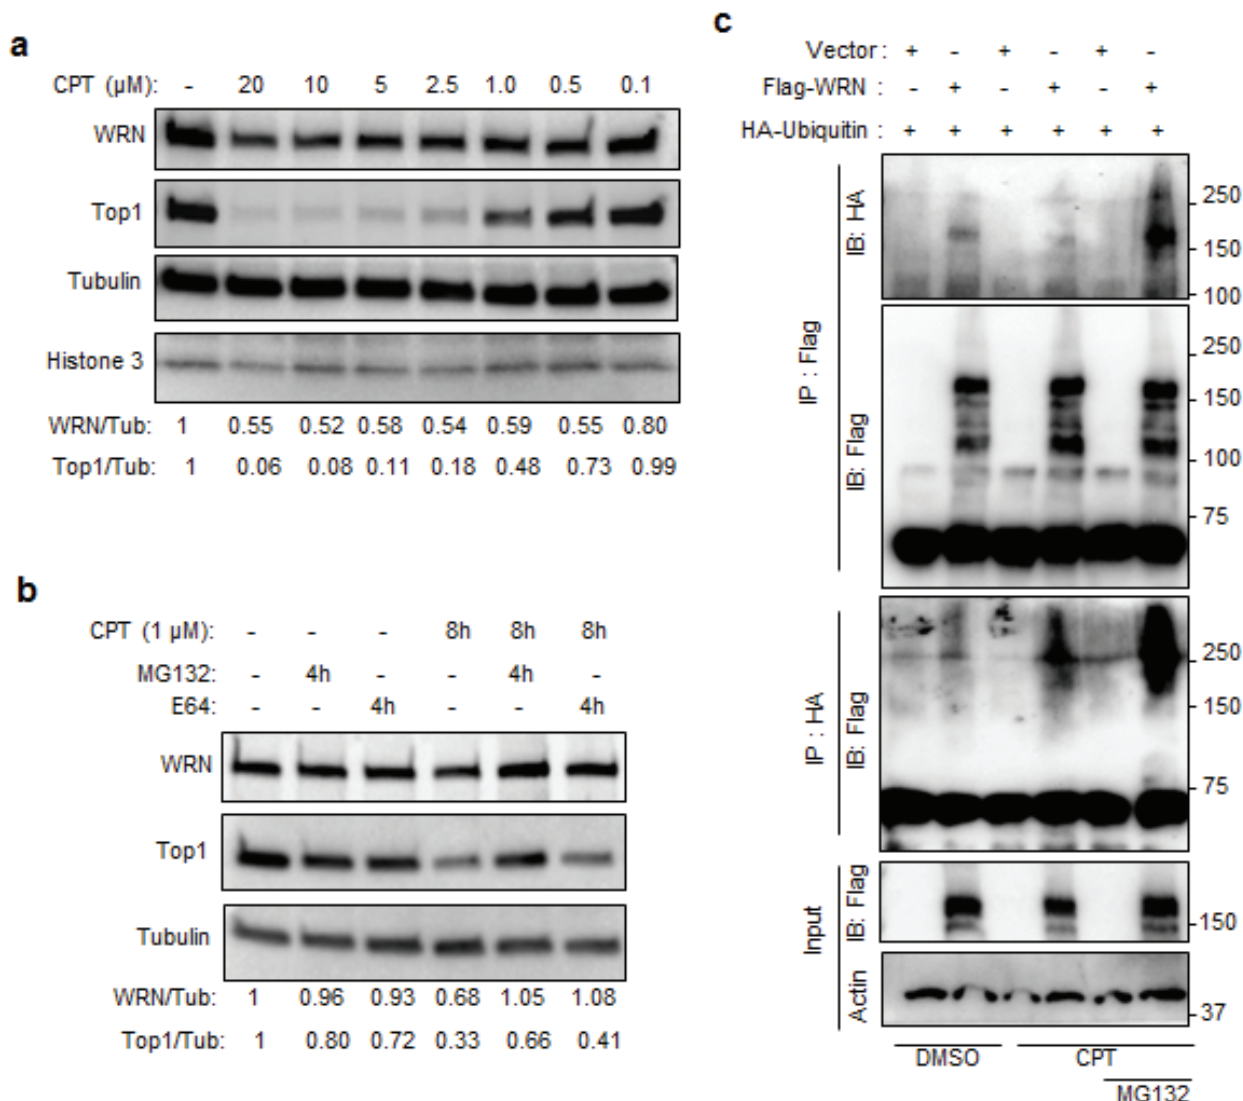 a
CPT (µM): - 20 10 5 2.5 1.0 0.5 0.1
WRN
Top1
Tubulin
Histone 3
WRN/Tub: 1 0.55 0.52 0.58 0.54 0.59 0.55 0.80
Top1/Tub: 1 0.06 0.08 0.11 0.18 0.48 0.73 0.99
b
CPT (1 µM): - - - 8h 8h 8h
MG132: - 4h - - 4h -
E64: - - 4h - - 4h
WRN
Top1
Tubulin
WRN/Tub: 1 0.96 0.93 0.68 1.05 1.08
Top1/Tub: 1 0.80 0.72 0.33 0.66 0.41
c
Vector : + - + - + -
Flag-WRN : - + - + - +
HA-Ubiquitin : + + + + + +
IP : Flag
IB: HA
250
150
100
IB: Flag
250
150
100
75
IP : HA
IB: Flag
250
150
75
Input
IB: Flag
150
Actin
37
DMSO CPT
MG132